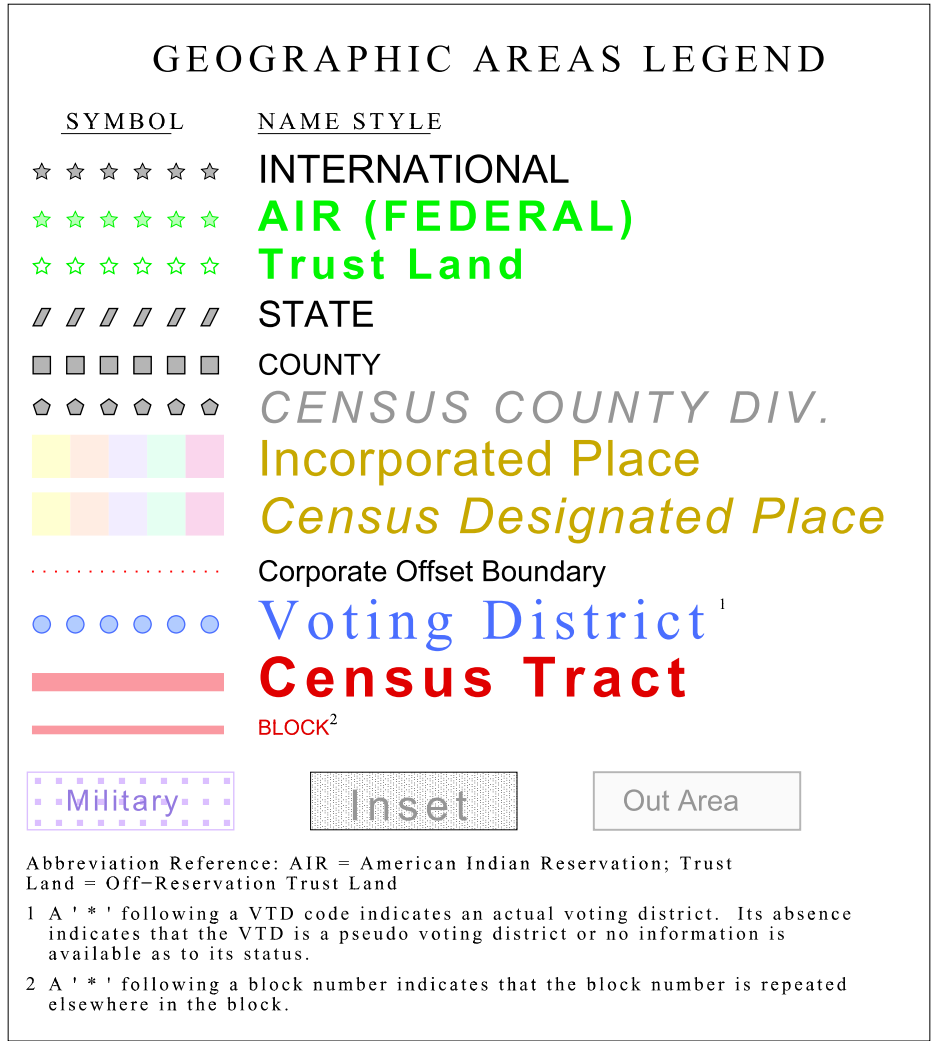 GEOGRAPHIC AREAS LEGEND
SYMBOL NAME STYLE
INTERNATIONAL
AIR (FEDERAL)
Trust Land
STATE
COUNTY
CENSUS COUNTY DIV.
Incorporated Place
Census Designated Place
Corporate Offset Boundary
Voting District 1
Census Tract
BLOCK2
Military Inset Out Area
Abbreviation Reference: AIR = American Indian Reservation; Trust
Land = Off−Reservation Trust Land
1 A ' * ' following a VTD code indicates an actual voting district. Its absence
indicates that the VTD is a pseudo voting district or no information is
available as to its status.
2 A ' * ' following a block number indicates that the block number is repeated
elsewhere in the block.